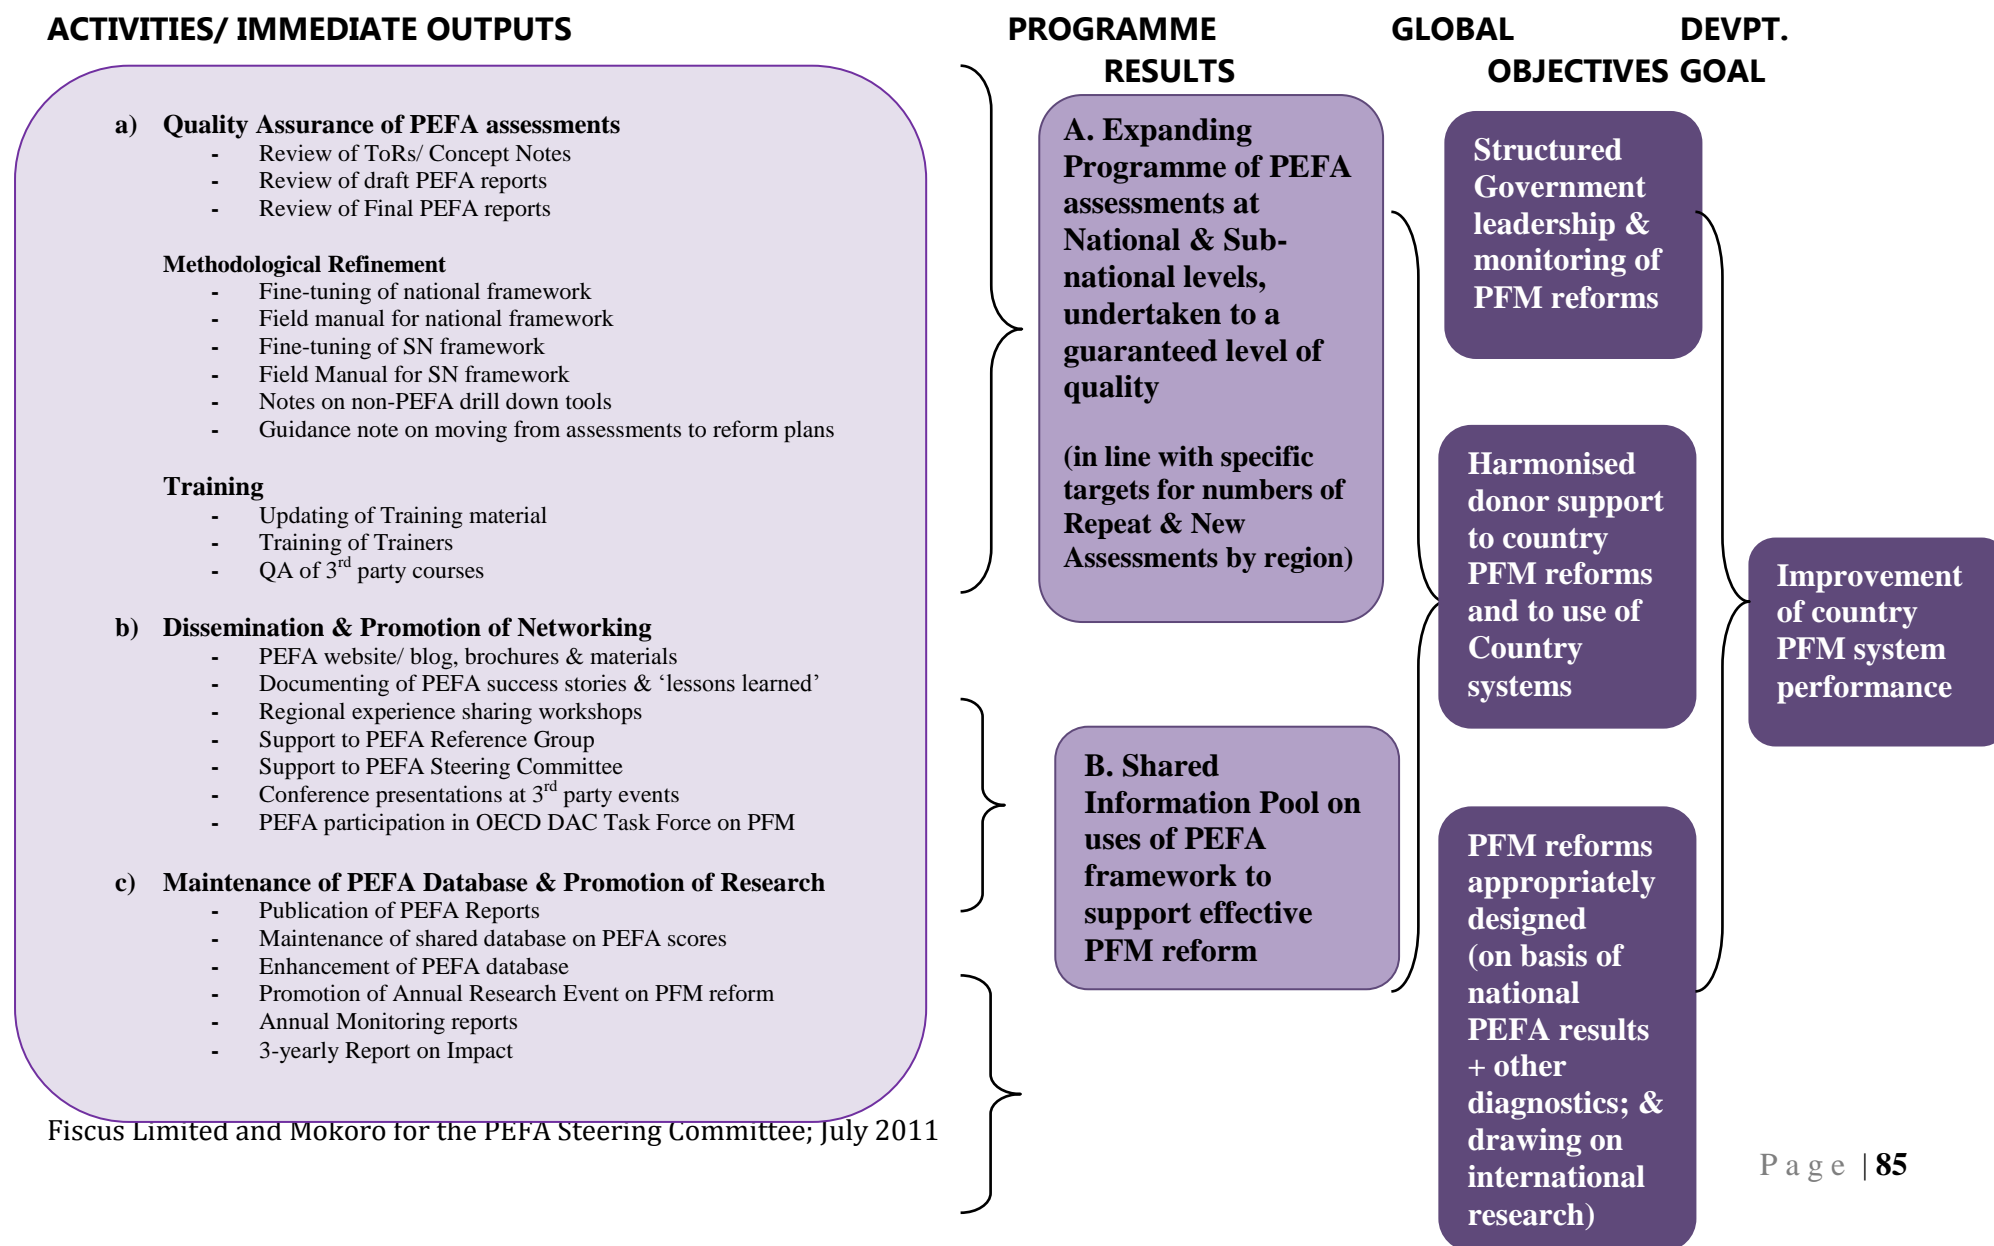 ACTIVITIES/ IMMEDIATE OUTPUTS
PROGRAMME
RESULTS
GLOBAL
OBJECTIVES
DEVPT.
GOAL
a) Quality Assurance of PEFA assessments
- Review of ToRs/ Concept Notes
- Review of draft PEFA reports
- Review of Final PEFA reports
Methodological Refinement
- Fine-tuning of national framework
- Field manual for national framework
- Fine-tuning of SN framework
- Field Manual for SN framework
- Notes on non-PEFA drill down tools
- Guidance note on moving from assessments to reform plans
Training
- Updating of Training material
- Training of Trainers
- QA of 3rd party courses
b) Dissemination & Promotion of Networking
- PEFA website/ blog, brochures & materials
- Documenting of PEFA success stories & ‘lessons learned’
- Regional experience sharing workshops
- Support to PEFA Reference Group
- Support to PEFA Steering Committee
- Conference presentations at 3rd party events
- PEFA participation in OECD DAC Task Force on PFM
c) Maintenance of PEFA Database & Promotion of Research
- Publication of PEFA Reports
- Maintenance of shared database on PEFA scores
- Enhancement of PEFA database
- Promotion of Annual Research Event on PFM reform
- Annual Monitoring reports
- 3-yearly Report on Impact
A. Expanding
Programme of PEFA
assessments at
National & Sub-
national levels,
undertaken to a
guaranteed level of
quality
(in line with specific
targets for numbers of
Repeat & New
Assessments by region)
B. Shared
Information Pool on
uses of PEFA
framework to
support effective
PFM reform
Structured
Government
leadership &
monitoring of
PFM reforms
Harmonised
donor support
to country
PFM reforms
and to use of
Country
systems
PFM reforms
appropriately
designed
(on basis of
national
PEFA results
+ other
diagnostics; &
drawing on
international
research)
Improvement
of country
PFM system
performance
Fiscus Limited and Mokoro for the PEFA Steering Committee; July 2011
P a g e | 85